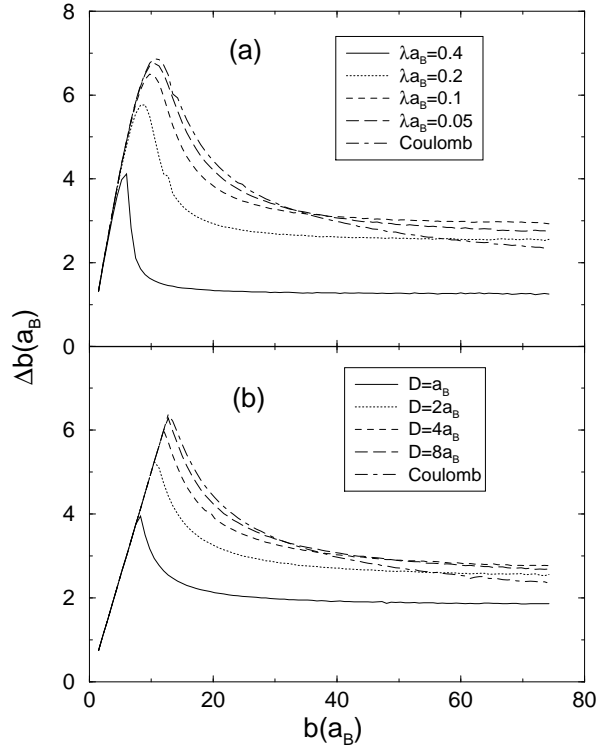 8
(a)
λa_B=0.4
λa_B=0.2
λa_B=0.1
λa_B=0.05
Coulomb
6
4
2
0
Δb(a_B)
(b)
D=a_B
D=2a_B
D=4a_B
D=8a_B
Coulomb
6
4
2
0
0 20 40 60 80
b(a_B)